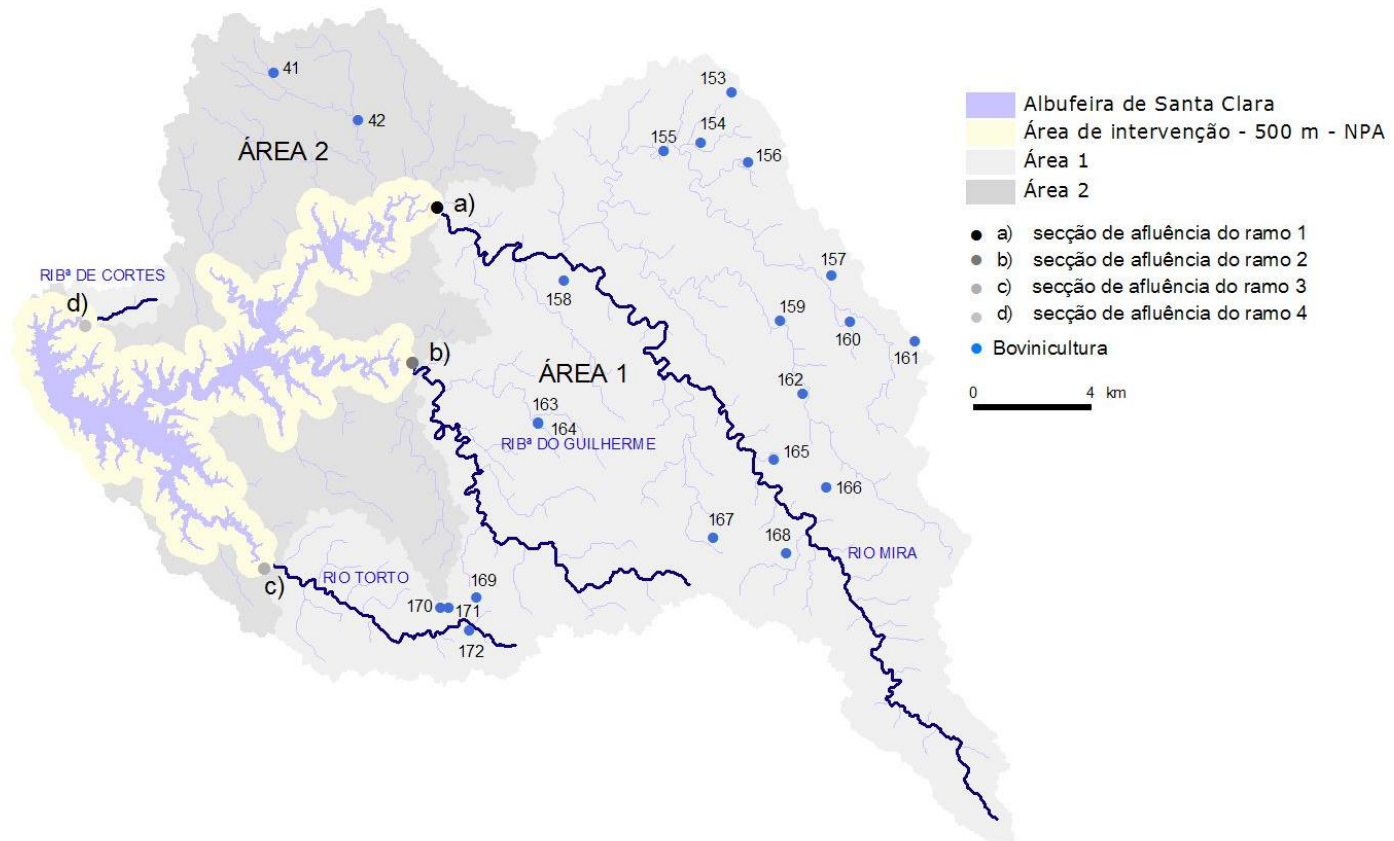 41
42
ÁREA 2
153
154
155
156
a)
RIBª DE CORTES
d)
157
158
159
160
161
b)
ÁREA 1
162
163
164
RIBª DO GUILHERME
165
166
167
168
RIO MIRA
c)
RIO TORTO
169
170
171
172
Albufeira de Santa Clara
Área de intervenção - 500 m - NPA
Área 1
Área 2
a) secção de afluência do ramo 1
b) secção de afluência do ramo 2
c) secção de afluência do ramo 3
d) secção de afluência do ramo 4
Bovinicultura
0 4 km